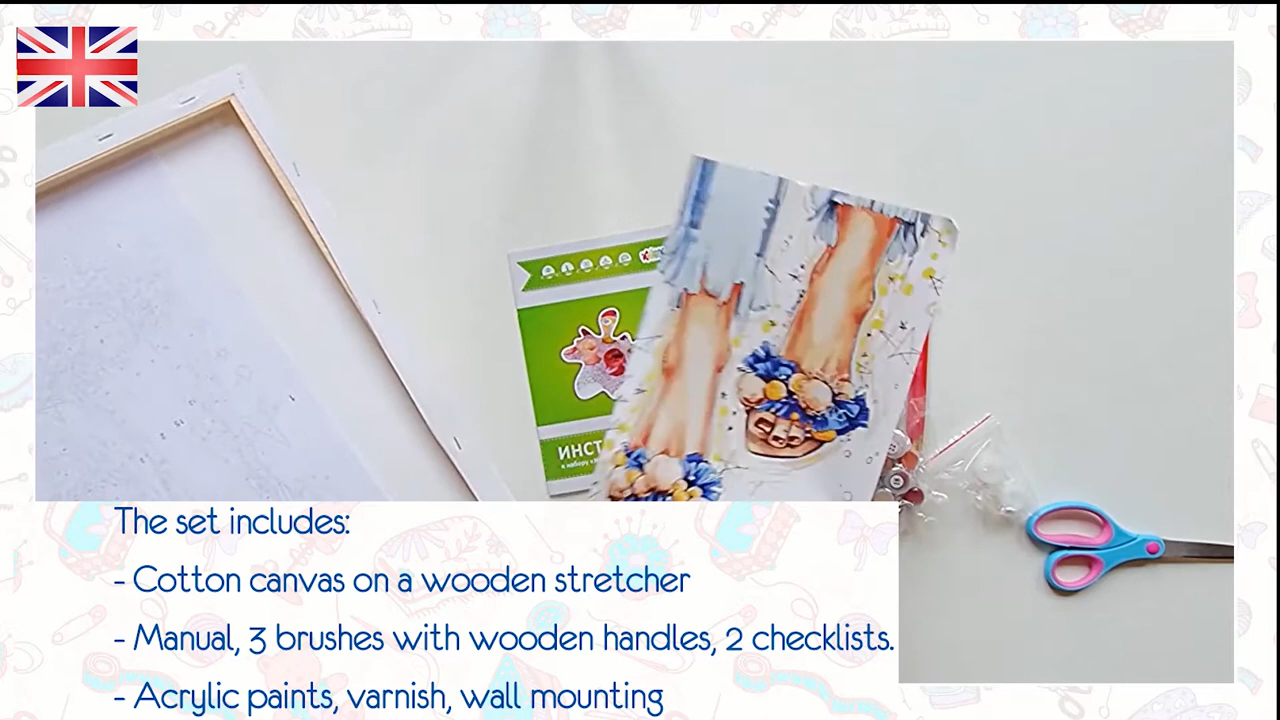 ИНСТ
к набору
The set includes:
- Cotton canvas on a wooden stretcher
- Manual, 3 brushes with wooden handles, 2 checklists.
- Acrylic paints, varnish, wall mounting